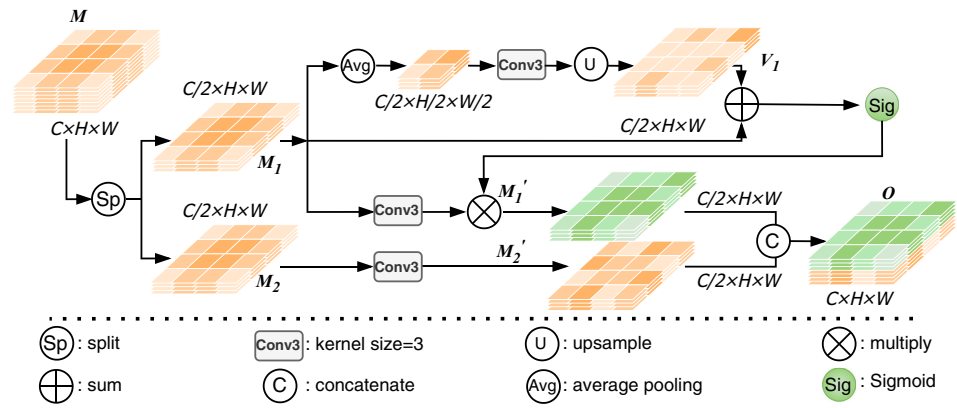 M
C×H×W
Sp
C/2×H×W
M1
C/2×H×W
M2
Avg
C/2×H/2×W/2
Conv3
U
V1
C/2×H×W
Sig
Conv3
M1'
C/2×H×W
Conv3
M2'
C/2×H×W
C
O
C×H×W
Sp : split
Conv3 : kernel size=3
U : upsample
: multiply
: sum
C : concatenate
Avg : average pooling
Sig : Sigmoid